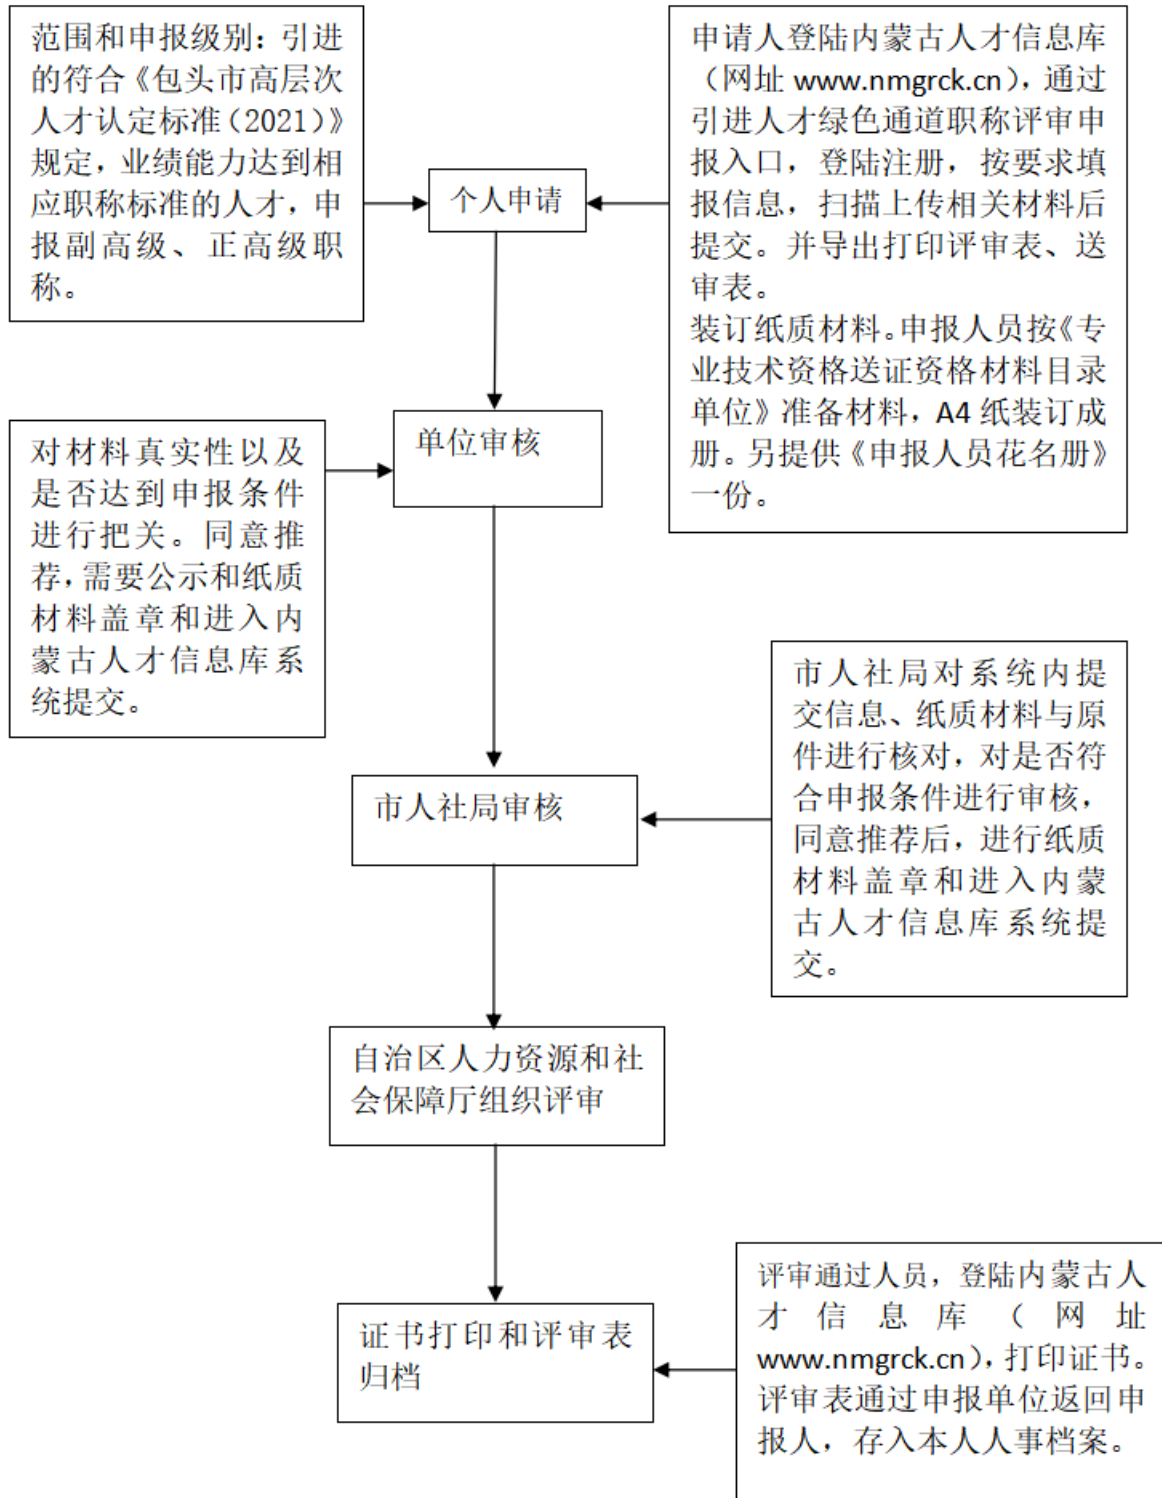 范围和申报级别：引进
的符合《包头市高层次
人才认定标准（2021）》
规定，业绩能力达到相
应职称标准的人才，申
报副高级、正高级职
称。
个人申请
申请人登陆内蒙古人才信息库
（网址 www.nmgrck.cn），通过
引进人才绿色通道职称评审申
报入口，登陆注册，按要求填
报信息，扫描上传相关材料后
提交。并导出打印评审表、送
审表。
装订纸质材料。申报人员按《专
业技术资格送证资格材料目录
单位》准备材料，A4 纸装订成
册。另提供《申报人员花名册》
一份。
单位审核
对材料真实性以及
是否达到申报条件
进行把关。同意推
荐，需要公示和纸质
材料盖章和进入内
蒙古人才信息库系
统提交。
市人社局审核
市人社局对系统内提
交信息、纸质材料与原
件进行核对，对是否符
合申报条件进行审核，
同意推荐后，进行纸质
材料盖章和进入内蒙
古人才信息库系统提
交。
自治区人力资源和社
会保障厅组织评审
证书打印和评审表
归档
评审通过人员，登陆内蒙古人
才信息库（网址
www.nmgrck.cn），打印证书。
评审表通过申报单位返回申
报人，存入本人人事档案。